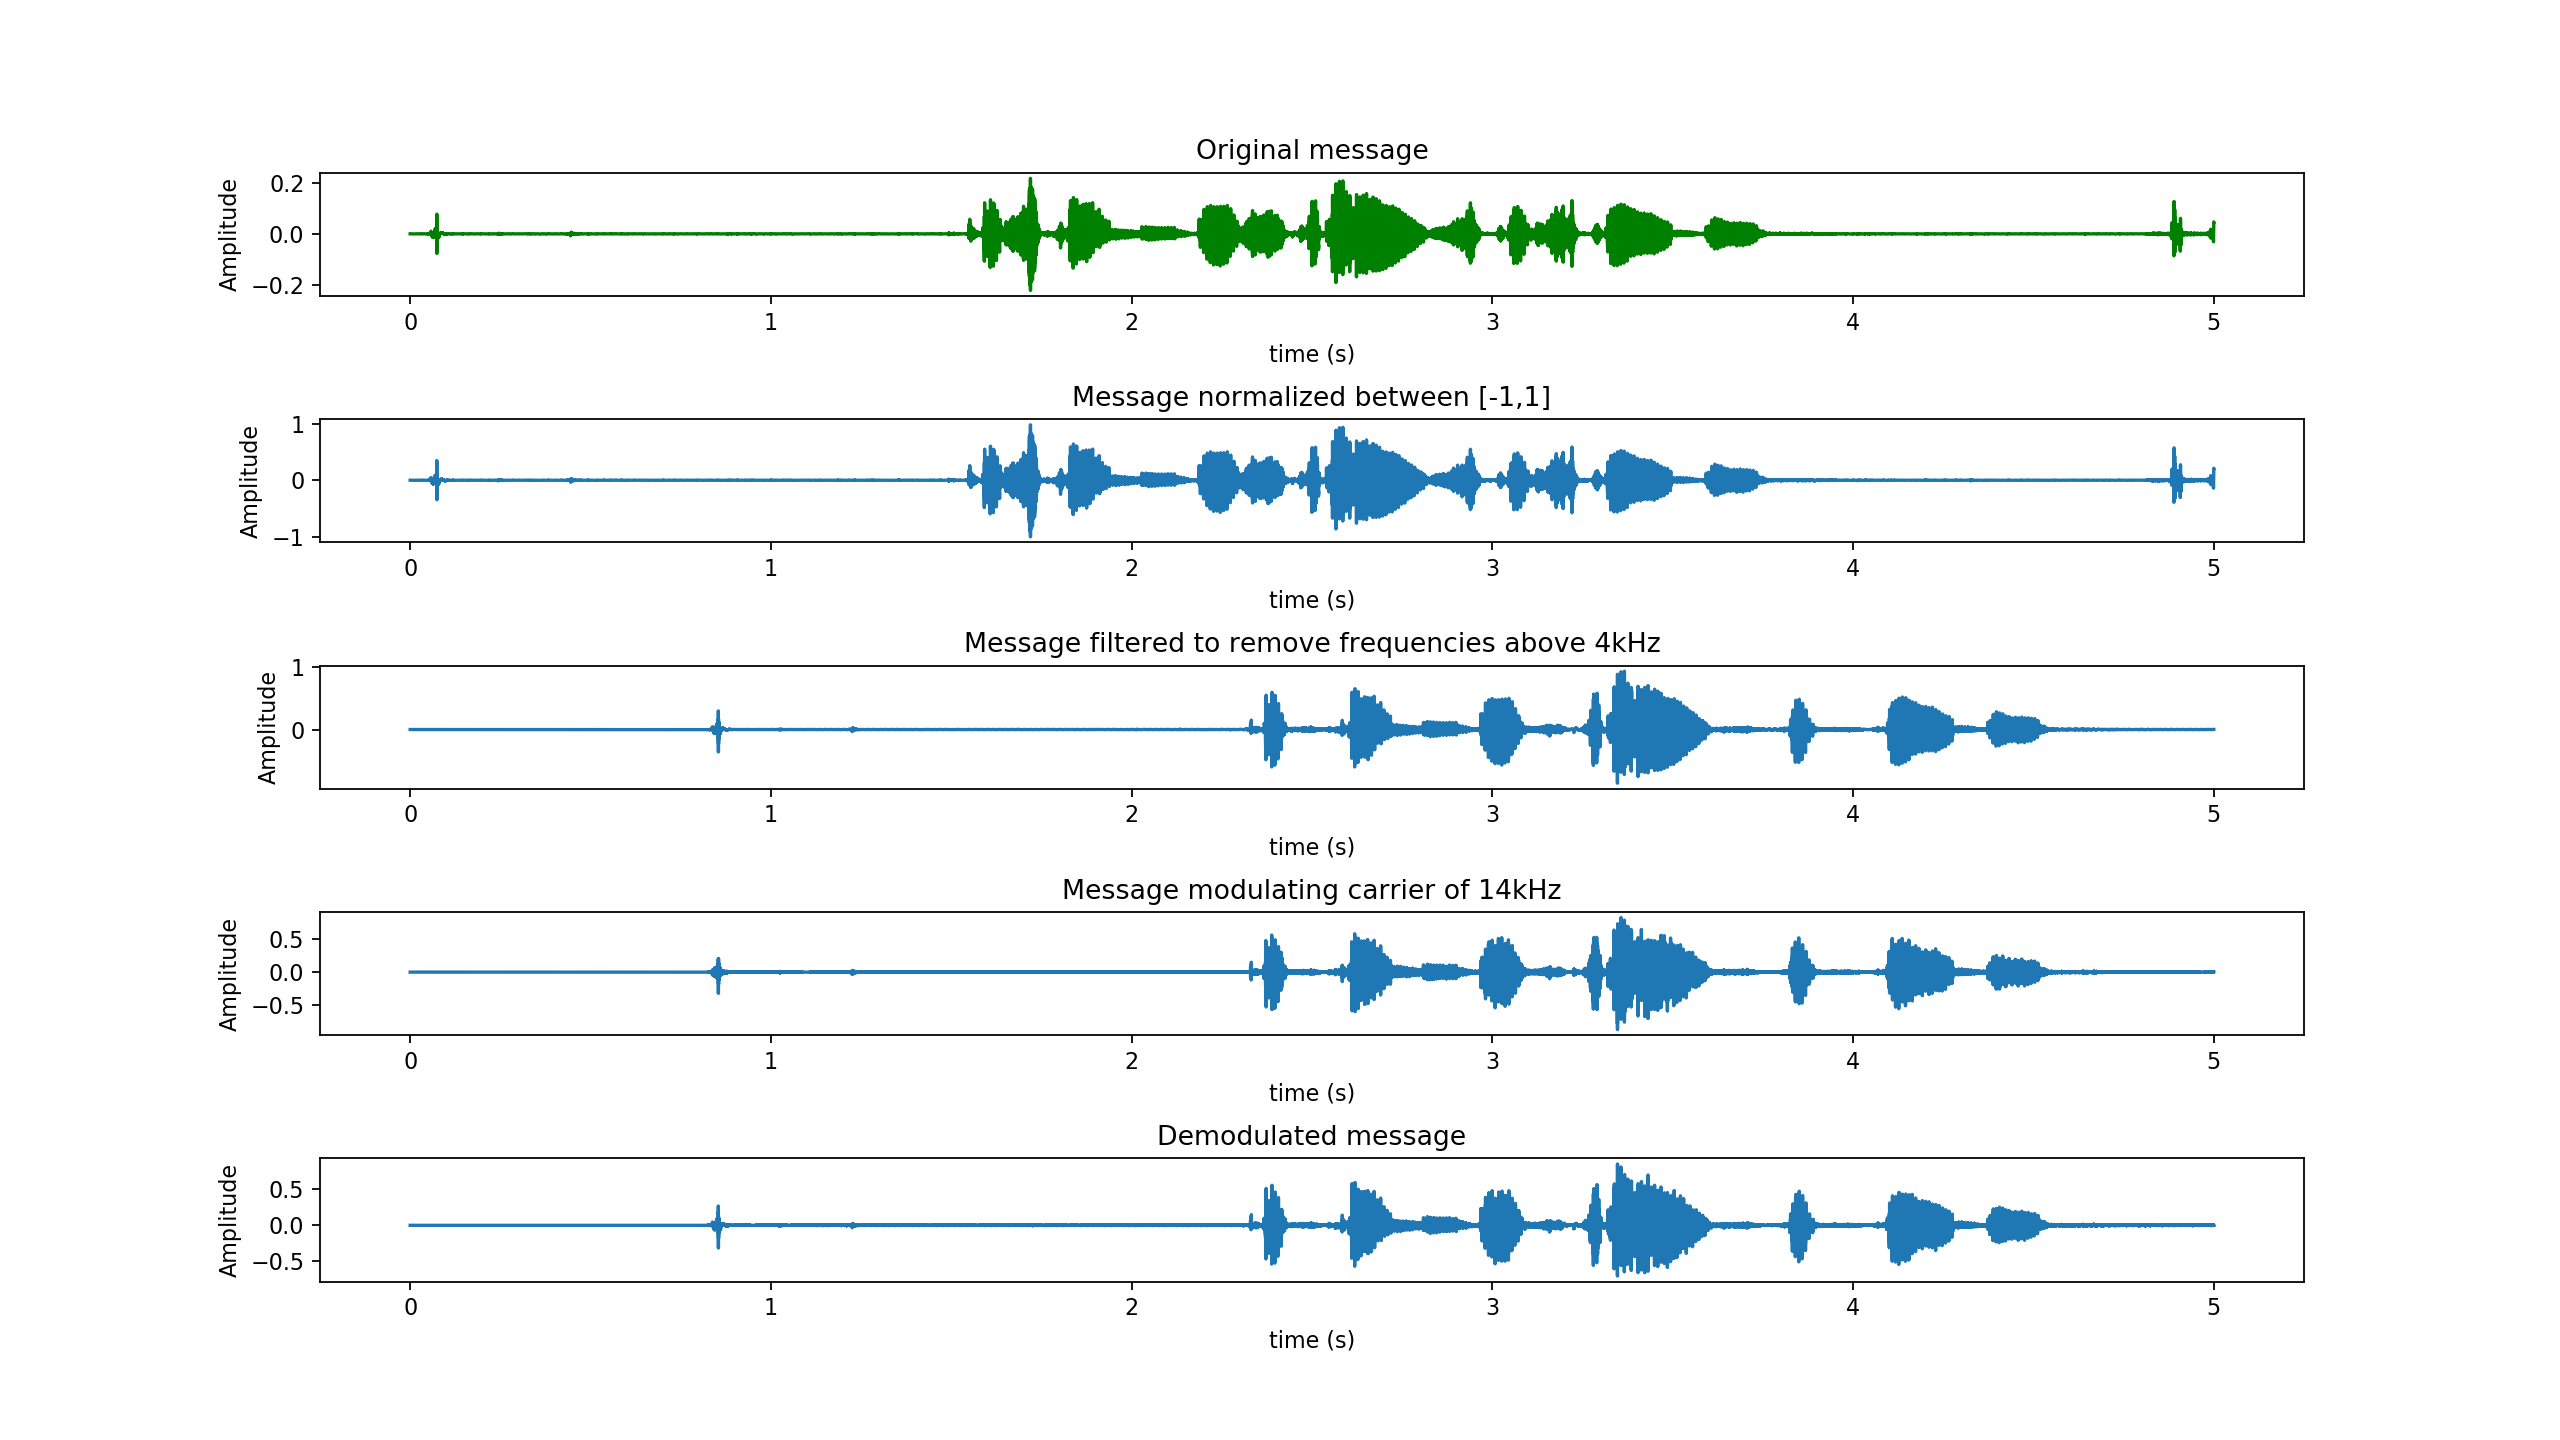 Original message
Amplitude
0.2
0.0
−0.2
0 1 2 3 4 5
time (s)
Message normalized between [-1,1]
Amplitude
1
0
−1
0 1 2 3 4 5
time (s)
Message filtered to remove frequencies above 4kHz
Amplitude
1
0
0 1 2 3 4 5
time (s)
Message modulating carrier of 14kHz
Amplitude
0.5
0.0
−0.5
0 1 2 3 4 5
time (s)
Demodulated message
Amplitude
0.5
0.0
−0.5
0 1 2 3 4 5
time (s)